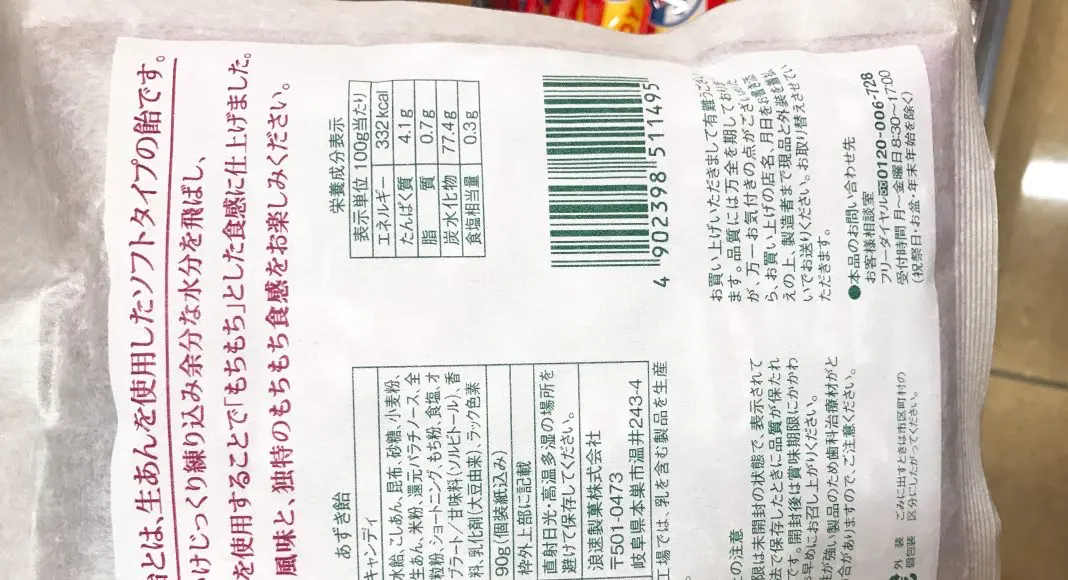 とは、生あんを使用したソフトタイプの飴です。
けじっくり練り込み余分な水分を飛ばし、
を使用することで「もちもち」とした食感に仕上げました。
風味と、独特のもちもち食感をお楽しみください。
栄養成分表示
表示単位 100g当たり
エネルギー 332kcal
たんぱく質 4.1g
脂質 0.7g
炭水化物 77.4g
食塩相当量 0.3g
4 902398 511495
お買い上げいただきまして有難うござい
ます。品質には万全を期しており
が、万一お気付きの点がござい
ら、お買い上げの店名、月日をお書き
えの上、製造者まで現品と外装を
いでお送りください。お取り替えさせてい
ただきます。
●本品のお問い合わせ先
お客様相談室
フリーダイヤル 0120-006-728
受付時間 月～金曜日8:30～17:00
(祝祭日・お盆・年末年始を除く)
あずき飴
キャンディ
水飴、こしあん、昆布、砂糖、小麦粉、
生あん、米粉、還元パラチノース、全
粒粉、ショートニング、もち粉、食塩、オ
ブラート/甘味料(ソルビトール)、香
料、乳化剤(大豆由来)、ラック色素
90g(個装紙込み)
枠外上部に記載
直射日光・高温多湿の場所を
避けて保存してください。
浪速製菓株式会社
〒501-0473
岐阜県本巣市温井243-4
工場では、乳を含む製品を生産
の注意
限は未開封の状態で、表示されて
法で保存したときに品質が保たれ
です。開封後は賞味期限にかかわ
早めにお召し上がりください。
が強い製品のため歯科治療材がと
合がありますので、ご注意ください。
外装
個包装
ごみに出すときは市区町村の
区分にしたがってください。